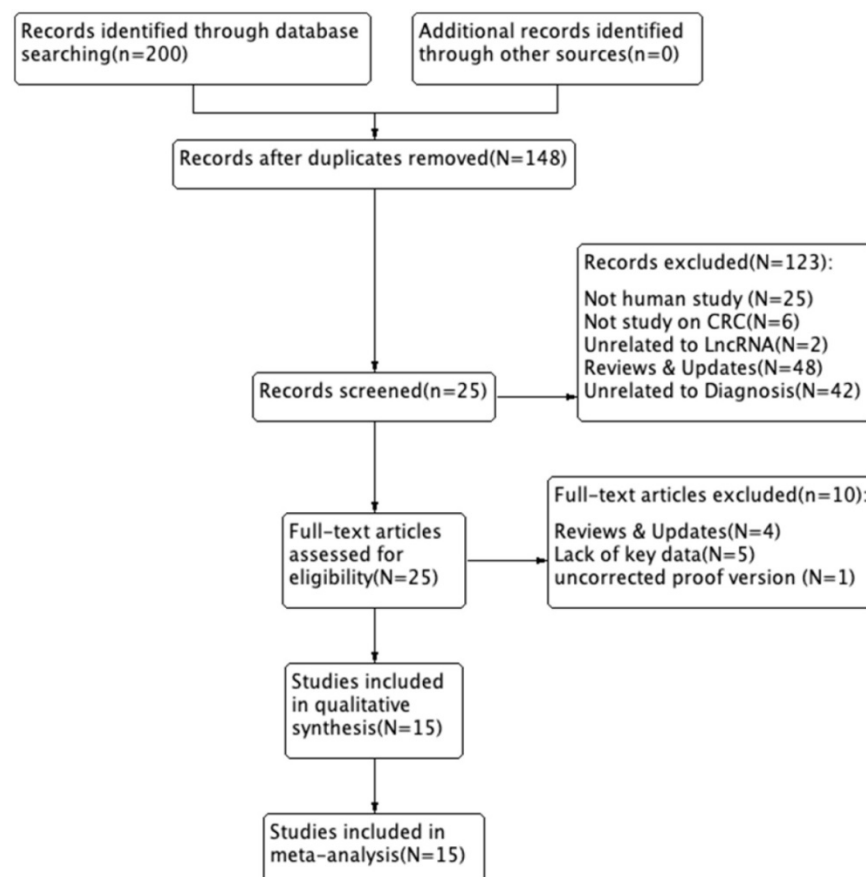 Records identified through database
searching(n=200)
Additional records identified
through other sources(n=0)
Records after duplicates removed(N=148)
Records excluded(N=123):
Not human study (N=25)
Not study on CRC(N=6)
Unrelated to LncRNA(N=2)
Reviews & Updates(N=48)
Unrelated to Diagnosis(N=42)
Records screened(n=25)
Full-text articles excluded(n=10):
Reviews & Updates(N=4)
Lack of key data(N=5)
uncorrected proof version (N=1)
Full-text articles
assessed for
eligibility(N=25)
Studies included
in qualitative
synthesis(N=15)
Studies included in
meta-analysis(N=15)